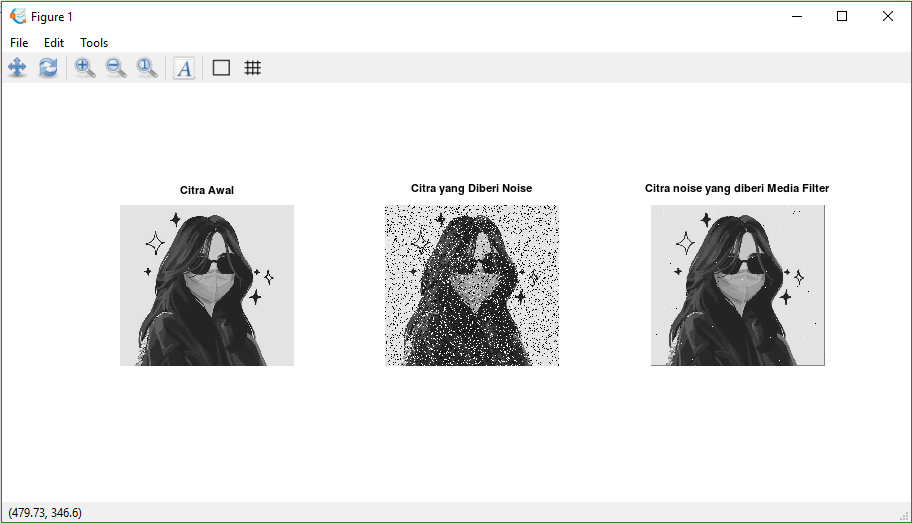 Figure 1
File Edit Tools
A
Citra Awal
Citra yang Diberi Noise
Citra noise yang diberi Media Filter
(479.73, 346.6)